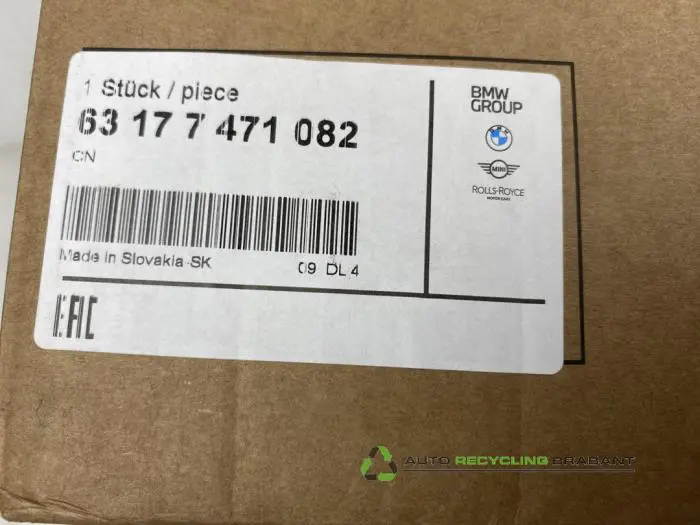 1 Stück / piece
63 17 7 471 082
CN
Made in Slovakia-SK
09 DL 4
EAC
BMW
GROUP
MINI
ROLLS-ROYCE
MOTOR CARS
AUTO RECYCLING BRABANT